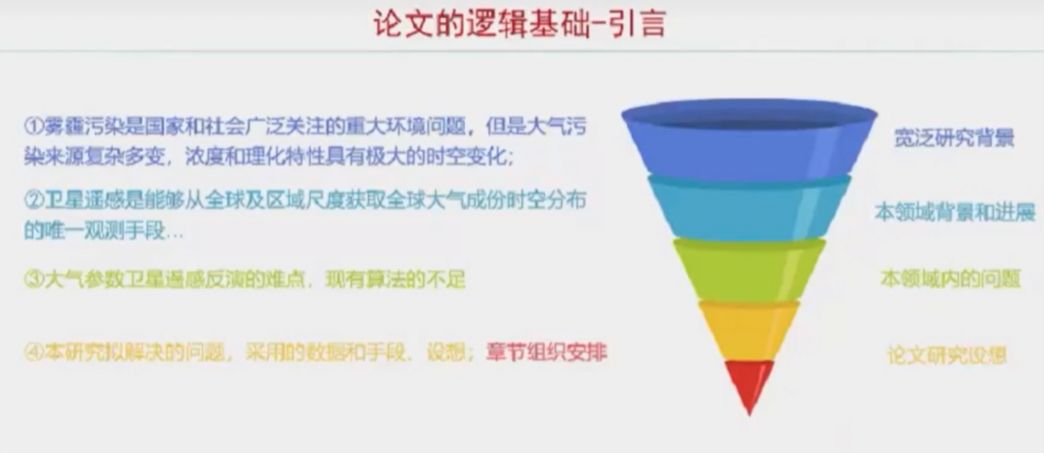 论文的逻辑基础-引言
①雾霾污染是国家和社会广泛关注的重大环境问题，但是大气污
染来源复杂多变，浓度和理化特性具有极大的时空变化；
宽泛研究背景
②卫星遥感是能够从全球及区域尺度获取全球大气成份时空分布
的唯一观测手段...
本领域背景和进展
③大气参数卫星遥感反演的难点，现有算法的不足
本领域内的问题
④本研究拟解决的问题，采用的数据和手段、设想；章节组织安排
论文研究设想